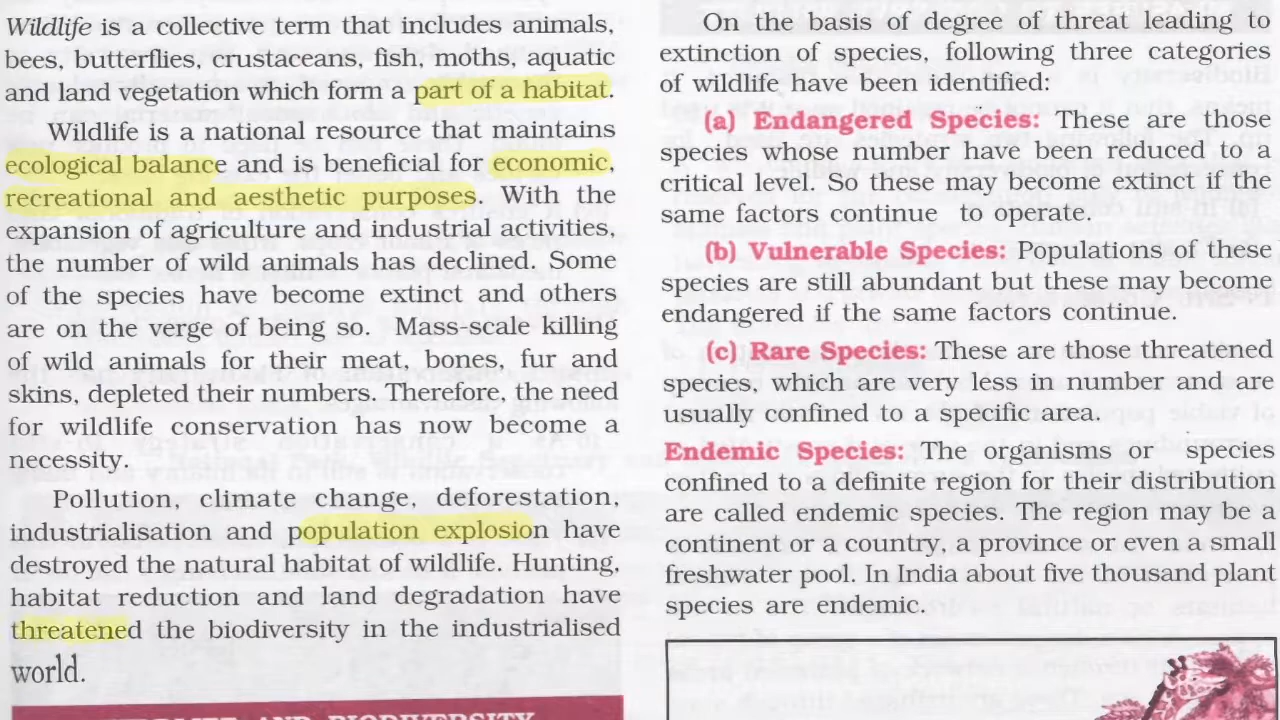 Wildlife is a collective term that includes animals,
bees, butterflies, crustaceans, fish, moths, aquatic
and land vegetation which form a part of a habitat.
Wildlife is a national resource that maintains
ecological balance and is beneficial for economic,
recreational and aesthetic purposes. With the
expansion of agriculture and industrial activities,
the number of wild animals has declined. Some
of the species have become extinct and others
are on the verge of being so. Mass-scale killing
of wild animals for their meat, bones, fur and
skins, depleted their numbers. Therefore, the need
for wildlife conservation has now become a
necessity.
Pollution, climate change, deforestation,
industrialisation and population explosion have
destroyed the natural habitat of wildlife. Hunting,
habitat reduction and land degradation have
threatened the biodiversity in the industrialised
world.
AND BIODIVERSITY
On the basis of degree of threat leading to
extinction of species, following three categories
of wildlife have been identified:
(a) Endangered Species: These are those
species whose number have been reduced to a
critical level. So these may become extinct if the
same factors continue to operate.
(b) Vulnerable Species: Populations of these
species are still abundant but these may become
endangered if the same factors continue.
(c) Rare Species: These are those threatened
species, which are very less in number and are
usually confined to a specific area.
Endemic Species: The organisms or species
confined to a definite region for their distribution
are called endemic species. The region may be a
continent or a country, a province or even a small
freshwater pool. In India about five thousand plant
species are endemic.